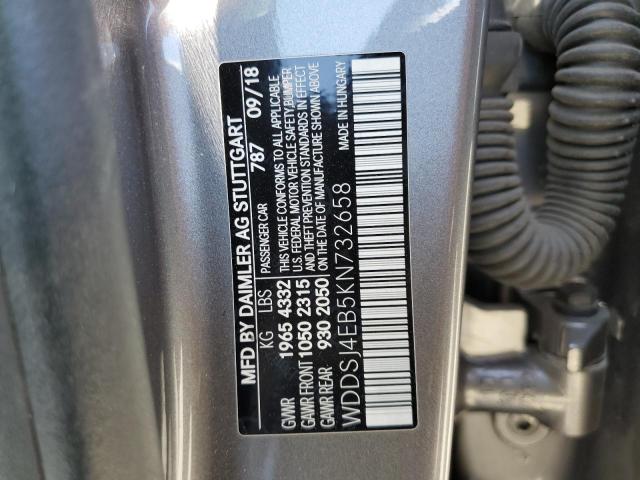 MFD BY DAIMLER AG STUTTGART
KG LBS PASSENGER CAR 787 09/18
GVWR 1965 4332 THIS VEHICLE CONFORMS TO ALL APPLICABLE
GAWR FRONT 1050 2315 U.S. FEDERAL MOTOR VEHICLE SAFETY, BUMPER
AND THEFT PREVENTION STANDARDS IN EFFECT
GAWR REAR 930 2050 ON THE DATE OF MANUFACTURE SHOWN ABOVE
WDDSJ4EB5KN732658 MADE IN HUNGARY